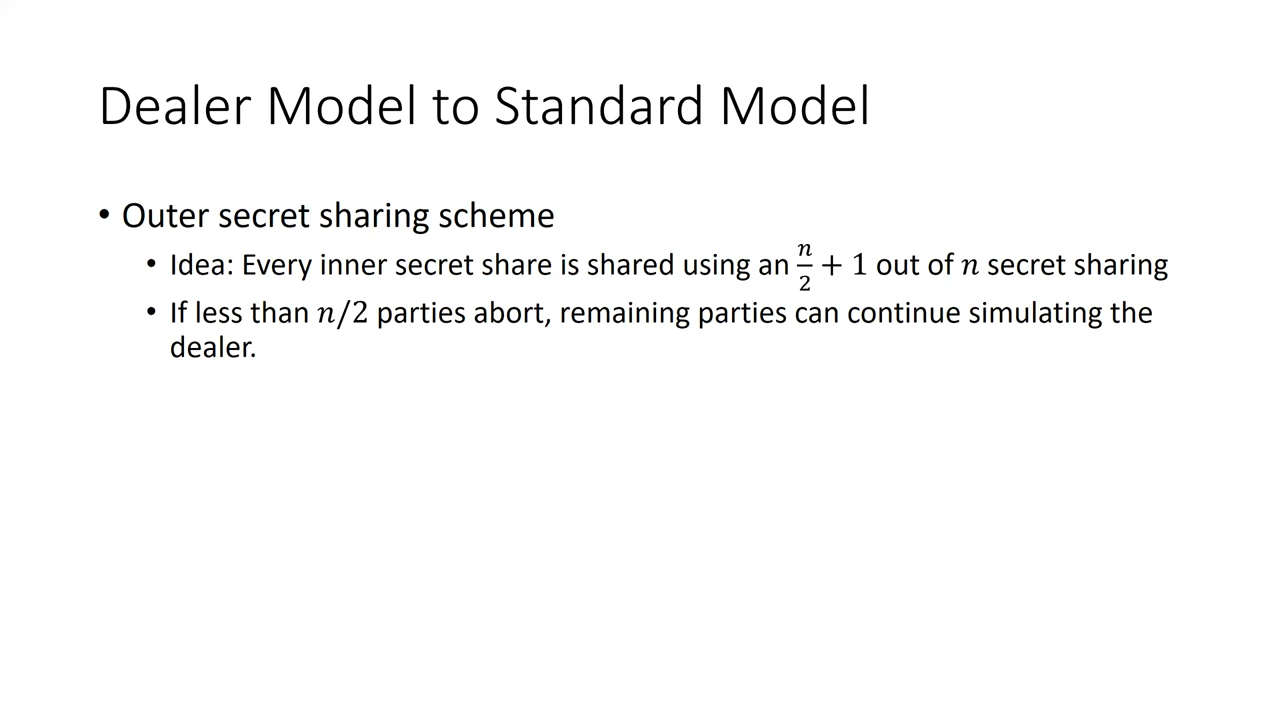 Dealer Model to Standard Model
• Outer secret sharing scheme
• Idea: Every inner secret share is shared using an n/2 + 1 out of n secret sharing
• If less than n/2 parties abort, remaining parties can continue simulating the
dealer.